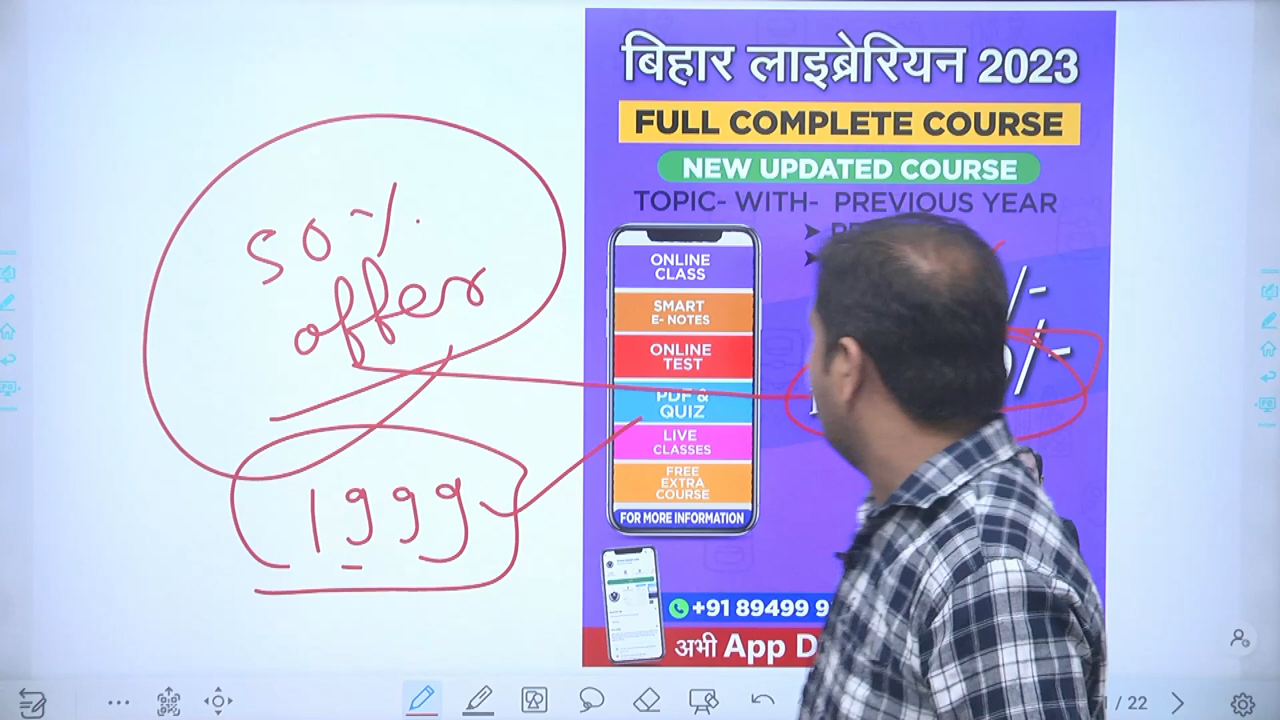 50%
offer
1999
बिहार लाइब्रेरियन 2023
FULL COMPLETE COURSE
NEW UPDATED COURSE
TOPIC- WITH- PREVIOUS YEAR
ONLINE
CLASS
SMART
E- NOTES
ONLINE
TEST
PDF &
QUIZ
LIVE
CLASSES
FREE
EXTRA
COURSE
FOR MORE INFORMATION
/-
/-
+91 89499
अभी App D
/ 22